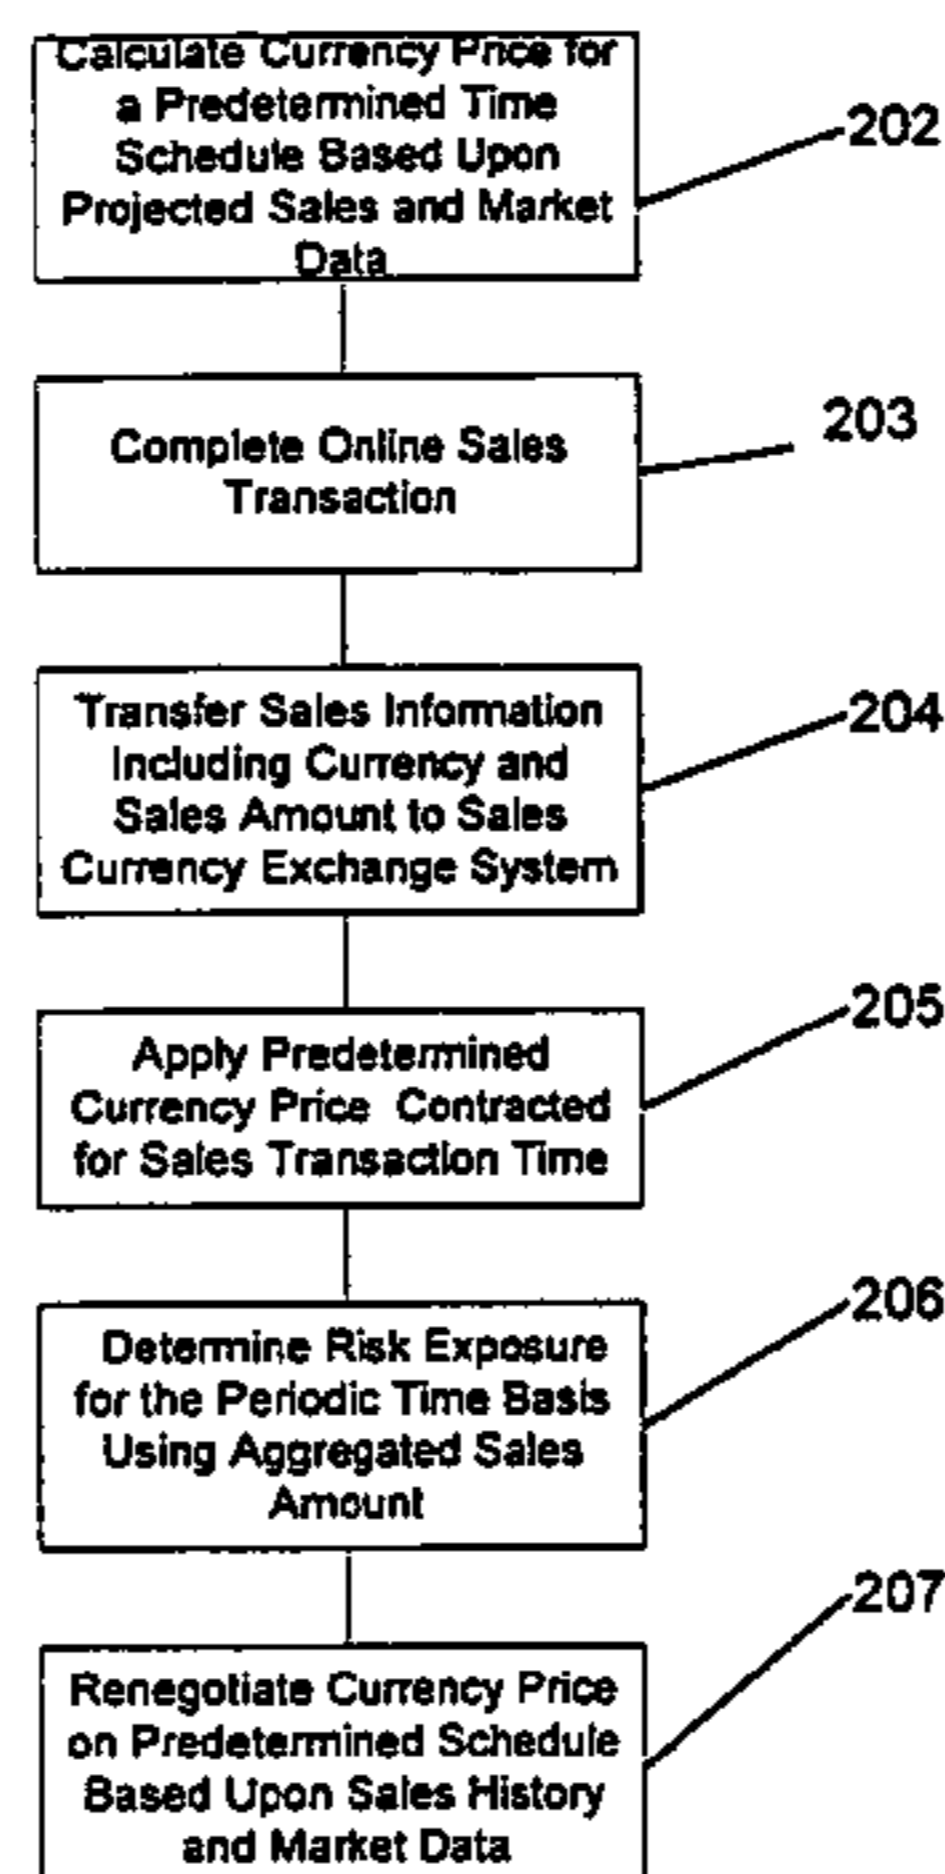 Calculate Currency Price for
a Predetermined Time
Schedule Based Upon
Projected Sales and Market
Data
202
Complete Online Sales
Transaction
203
Transfer Sales Information
Including Currency and
Sales Amount to Sales
Currency Exchange System
204
Apply Predetermined
Currency Price Contracted
for Sales Transaction Time
205
Determine Risk Exposure
for the Periodic Time Basis
Using Aggregated Sales
Amount
206
Renegotiate Currency Price
on Predetermined Schedule
Based Upon Sales History
and Market Data
207